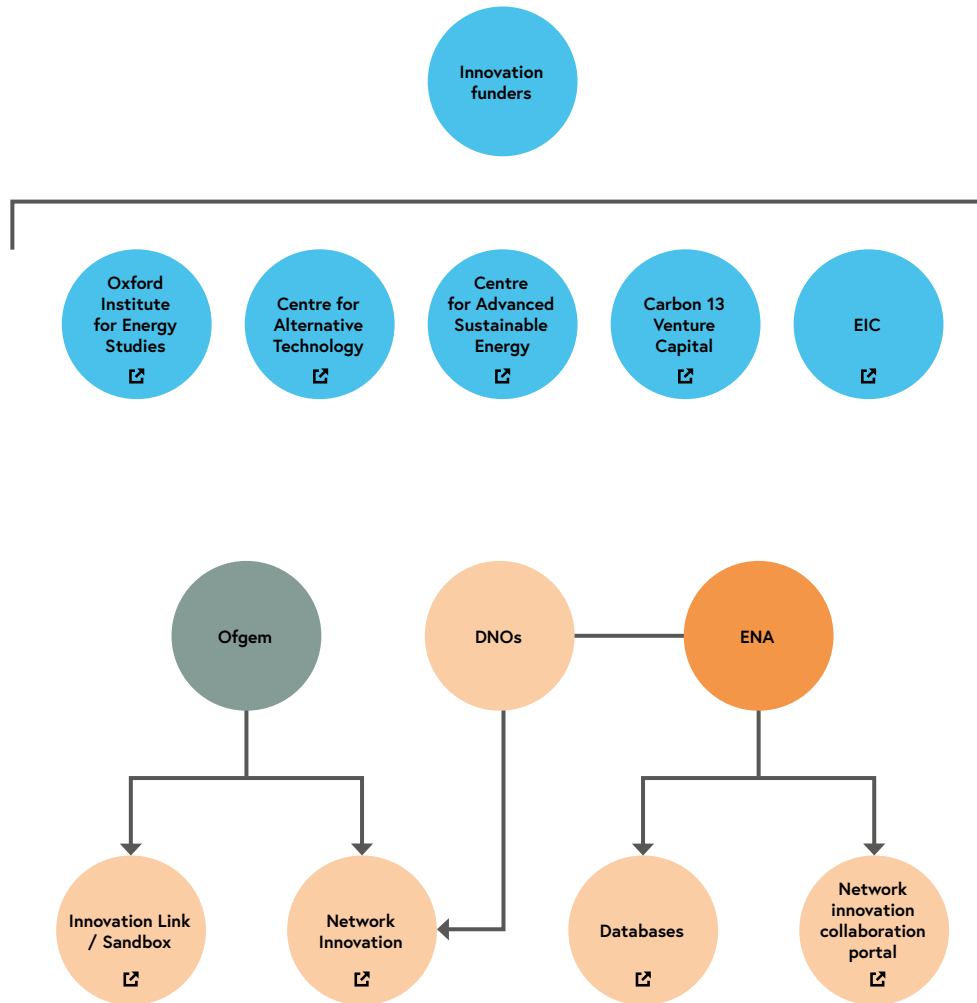 Innovation
funders
Oxford
Institute
for Energy
Studies
Centre for
Alternative
Technology
Centre
for Advanced
Sustainable
Energy
Carbon 13
Venture
Capital
EIC
Ofgem
DNOs
ENA
Innovation Link
/ Sandbox
Network
Innovation
Databases
Network
innovation
collaboration
portal